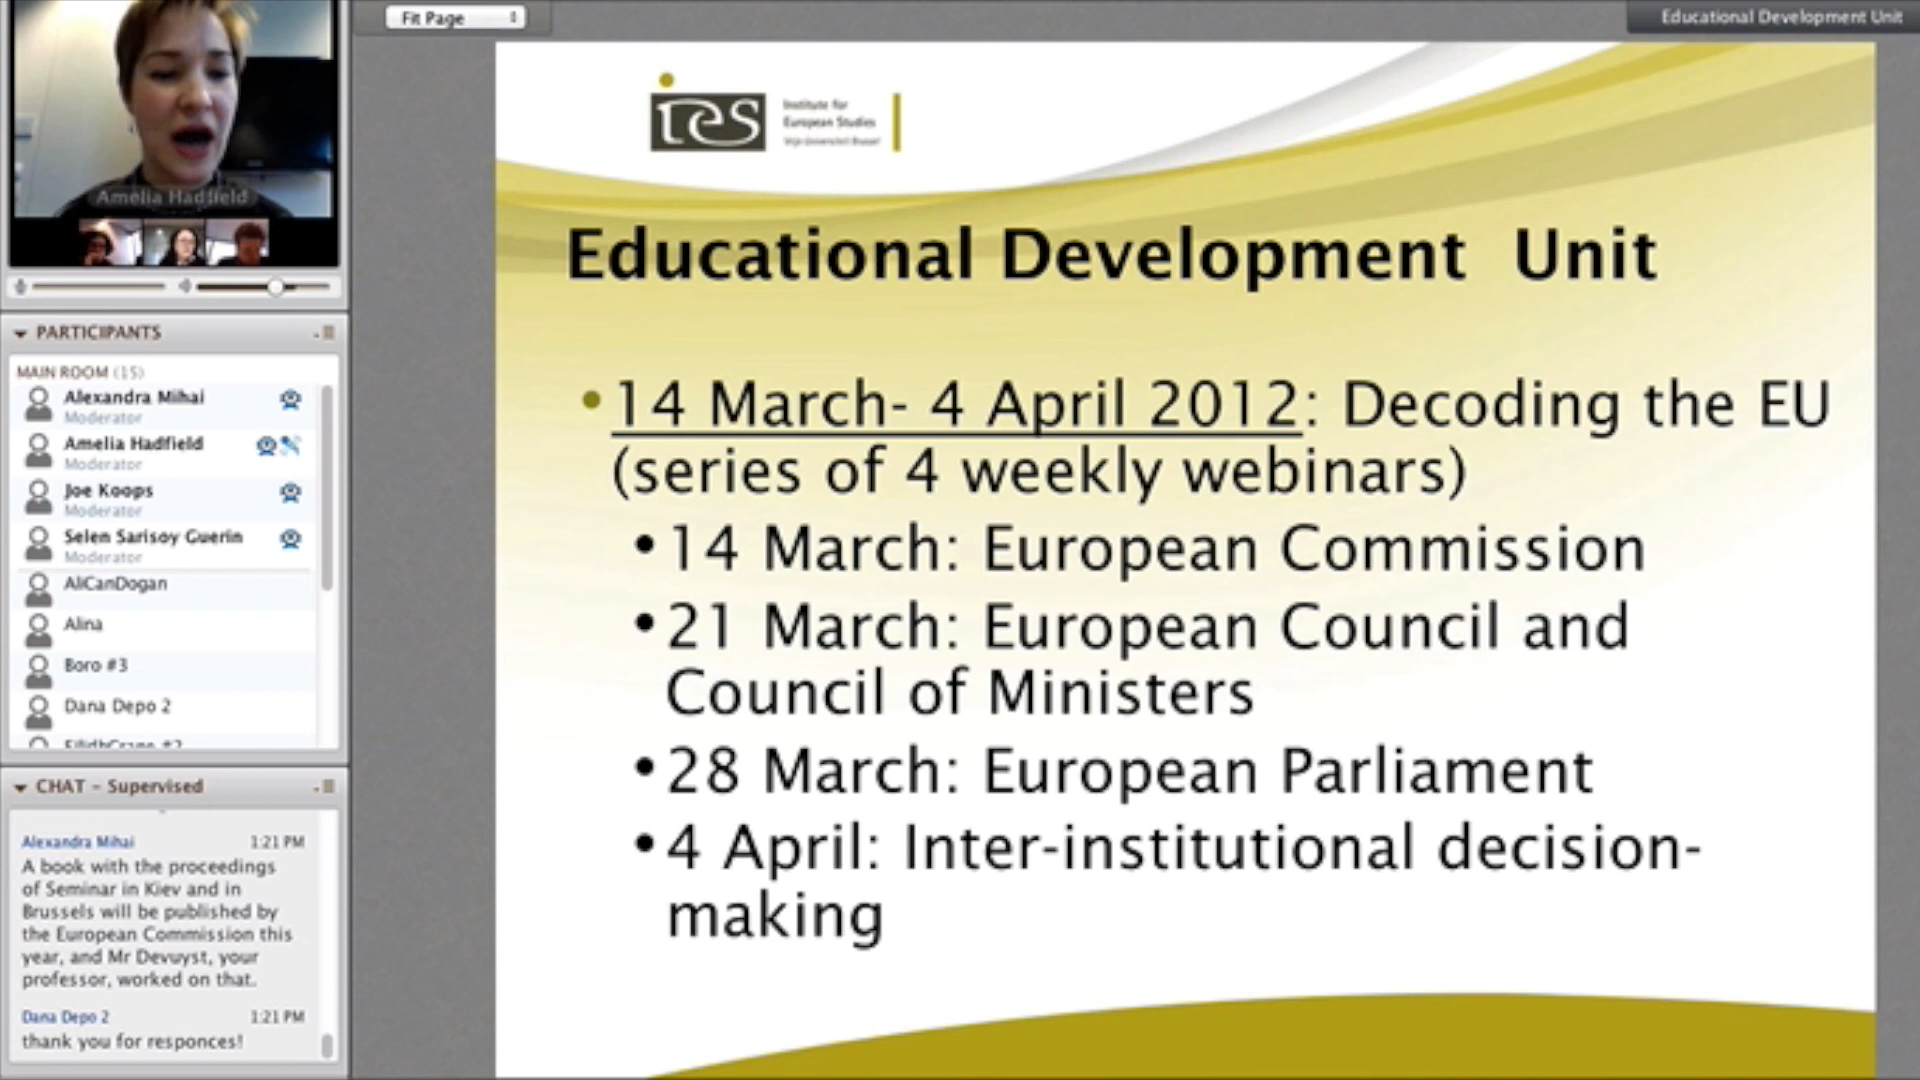 Fit Page
Educational Development Unit
Amelia Hadfield
PARTICIPANTS
MAIN ROOM (15)
Alexandra Mihai
Moderator
Amelia Hadfield
Moderator
Joe Koops
Moderator
Selen Sarisoy Guerin
Moderator
AliCanDogan
Alina
Boro #3
Dana Depo 2
CHAT - Supervised
Alexandra Mihai 1:21 PM
A book with the proceedings
of Seminar in Kiev and in
Brussels will be published by
the European Commission this
year, and Mr Devuyst, your
professor, worked on that.
Dana Depo 2 1:21 PM
thank you for responces!
ies
Institute for
European Studies
Vrije Universiteit Brussel
Educational Development Unit
• 14 March- 4 April 2012: Decoding the EU
(series of 4 weekly webinars)
• 14 March: European Commission
• 21 March: European Council and
Council of Ministers
• 28 March: European Parliament
• 4 April: Inter-institutional decision-
making